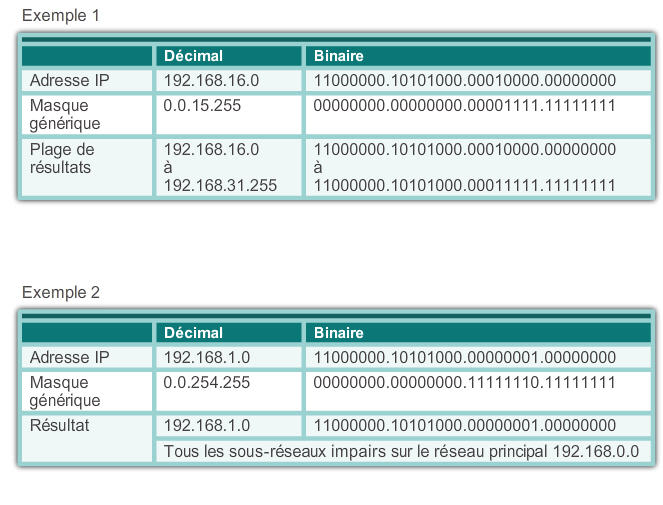 Exemple 1
Décimal Binaire
Adresse IP 192.168.16.0 11000000.10101000.00010000.00000000
Masque générique 0.0.15.255 00000000.00000000.00001111.11111111
Plage de résultats 192.168.16.0 11000000.10101000.00010000.00000000
à à
192.168.31.255 11000000.10101000.00011111.11111111
Exemple 2
Décimal Binaire
Adresse IP 192.168.1.0 11000000.10101000.00000001.00000000
Masque générique 0.0.254.255 00000000.00000000.11111110.11111111
Résultat 192.168.1.0 11000000.10101000.00000001.00000000
Tous les sous-réseaux impairs sur le réseau principal 192.168.0.0